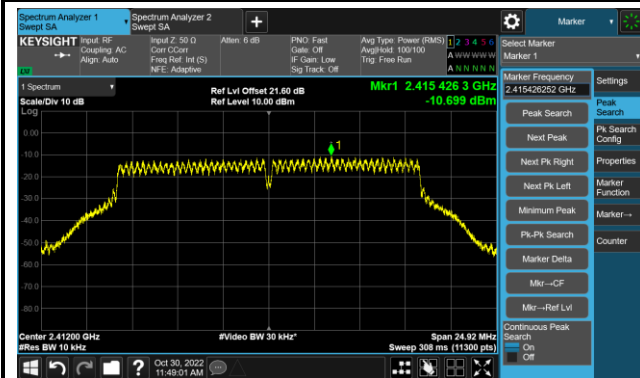 Spectrum Analyzer 1
Swept SA
Spectrum Analyzer 2
Swept SA
+
Marker
KEYSIGHT
Input: RF
Coupling: AC
Align: Auto
Input Z: 50 Ω
Corr CCorr
Freq Ref: Int (S)
NFE: Adaptive
Atten: 6 dB
PNO: Fast
Gate: Off
IF Gain: Low
Sig Track: Off
Avg Type: Power (RMS)
Avg|Hold: 100/100
Trig: Free Run
1 2 3 4 5 6
A W W W W W
A N N N N N
LXI
Select Marker
Marker 1
1 Spectrum
Scale/Div 10 dB
Log
Ref Lvl Offset 21.60 dB
Ref Level 10.00 dBm
Mkr1 2.415 426 3 GHz
-10.699 dBm
0.00
-10.0
-20.0
-30.0
-40.0
-50.0
-60.0
-70.0
-80.0
1
Center 2.41200 GHz
#Res BW 10 kHz
#Video BW 30 kHz*
Span 24.92 MHz
Sweep 308 ms (11300 pts)
Marker Frequency
2.415426252 GHz
Peak Search
Next Peak
Next Pk Right
Next Pk Left
Minimum Peak
Pk-Pk Search
Marker Delta
Mkr→CF
Mkr→Ref Lvl
Continuous Peak
Search
On
Off
Settings
Peak
Search
Pk Search
Config
Properties
Marker
Function
Marker→
Counter
?
Oct 30, 2022
11:49:01 AM